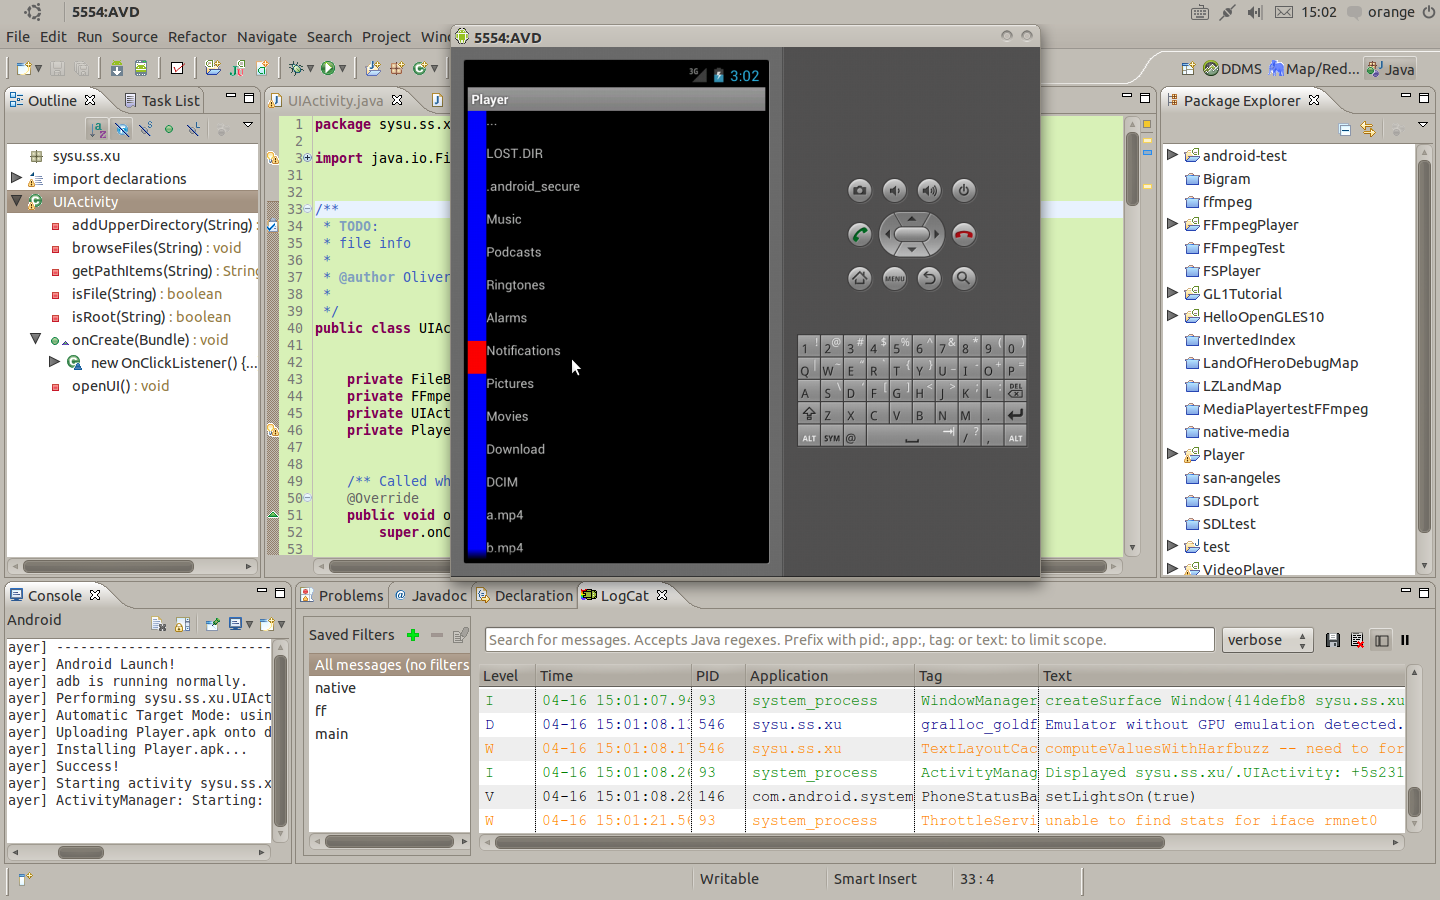 5554:AVD
15:02
orange
File Edit Run Source Refactor Navigate Search Project
5554:AVD
DDMS
Map/Red...
Java
Outline
Task List
UIActivity.java
Package Explorer
sysu.ss.xu
import declarations
UIActivity
addUpperDirectory(String) :
browseFiles(String) : void
getPathItems(String) : String
isFile(String) : boolean
isRoot(String) : boolean
onCreate(Bundle) : void
new OnClickListener() {...
openUI() : void
1 package sysu.ss.x
2
3 import java.io.Fi
31
32
33 /**
34 * TODO:
35 * file info
36 *
37 * @author Oliver
38 *
39 */
40 public class UIAc
41
42
43 private FileB
44 private FFmpe
45 private UIAct
46 private Playe
47
48
49 /** Called wh
50 @Override
51 public void o
52 super.onC
53
3G
3:02
Player
...
LOST.DIR
.android_secure
Music
Podcasts
Ringtones
Alarms
Notifications
Pictures
Movies
Download
DCIM
a.mp4
b.mp4
MENU
1 ! 2 @ 3 # 4 $ 5 % 6 ^ 7 & 8 * 9 ( 0 )
Q W E R T Y U I O P
A S D F G H J K L DEL
Z X C V B N M .
ALT SYM @ / ? , ALT
android-test
Bigram
ffmpeg
FFmpegPlayer
FFmpegTest
FSPlayer
GL1Tutorial
HelloOpenGLES10
InvertedIndex
LandOfHeroDebugMap
LZLandMap
MediaPlayertestFFmpeg
native-media
Player
san-angeles
SDLport
SDLtest
test
VideoPlayer
Console
Android
ayer] ---------------------------
ayer] Android Launch!
ayer] adb is running normally.
ayer] Performing sysu.ss.xu.UIAct
ayer] Automatic Target Mode: usin
ayer] Uploading Player.apk onto d
ayer] Installing Player.apk...
ayer] Success!
ayer] Starting activity sysu.ss.x
ayer] ActivityManager: Starting:
Problems
Javadoc
Declaration
LogCat
Saved Filters
All messages (no filters
native
ff
main
Search for messages. Accepts Java regexes. Prefix with pid:, app:, tag: or text: to limit scope.
verbose
Level Time PID Application Tag Text
I 04-16 15:01:07.94 93 system_process WindowManager createSurface Window{414defb8 sysu.ss.xu
D 04-16 15:01:08.13 546 sysu.ss.xu gralloc_goldf Emulator without GPU emulation detected.
W 04-16 15:01:08.17 546 sysu.ss.xu TextLayoutCac computeValuesWithHarfbuzz -- need to for
I 04-16 15:01:08.26 93 system_process ActivityManag Displayed sysu.ss.xu/.UIActivity: +5s231
V 04-16 15:01:08.28 146 com.android.system PhoneStatusBa setLightsOn(true)
W 04-16 15:01:21.56 93 system_process ThrottleServi unable to find stats for iface rmnet0
Writable
Smart Insert
33 : 4